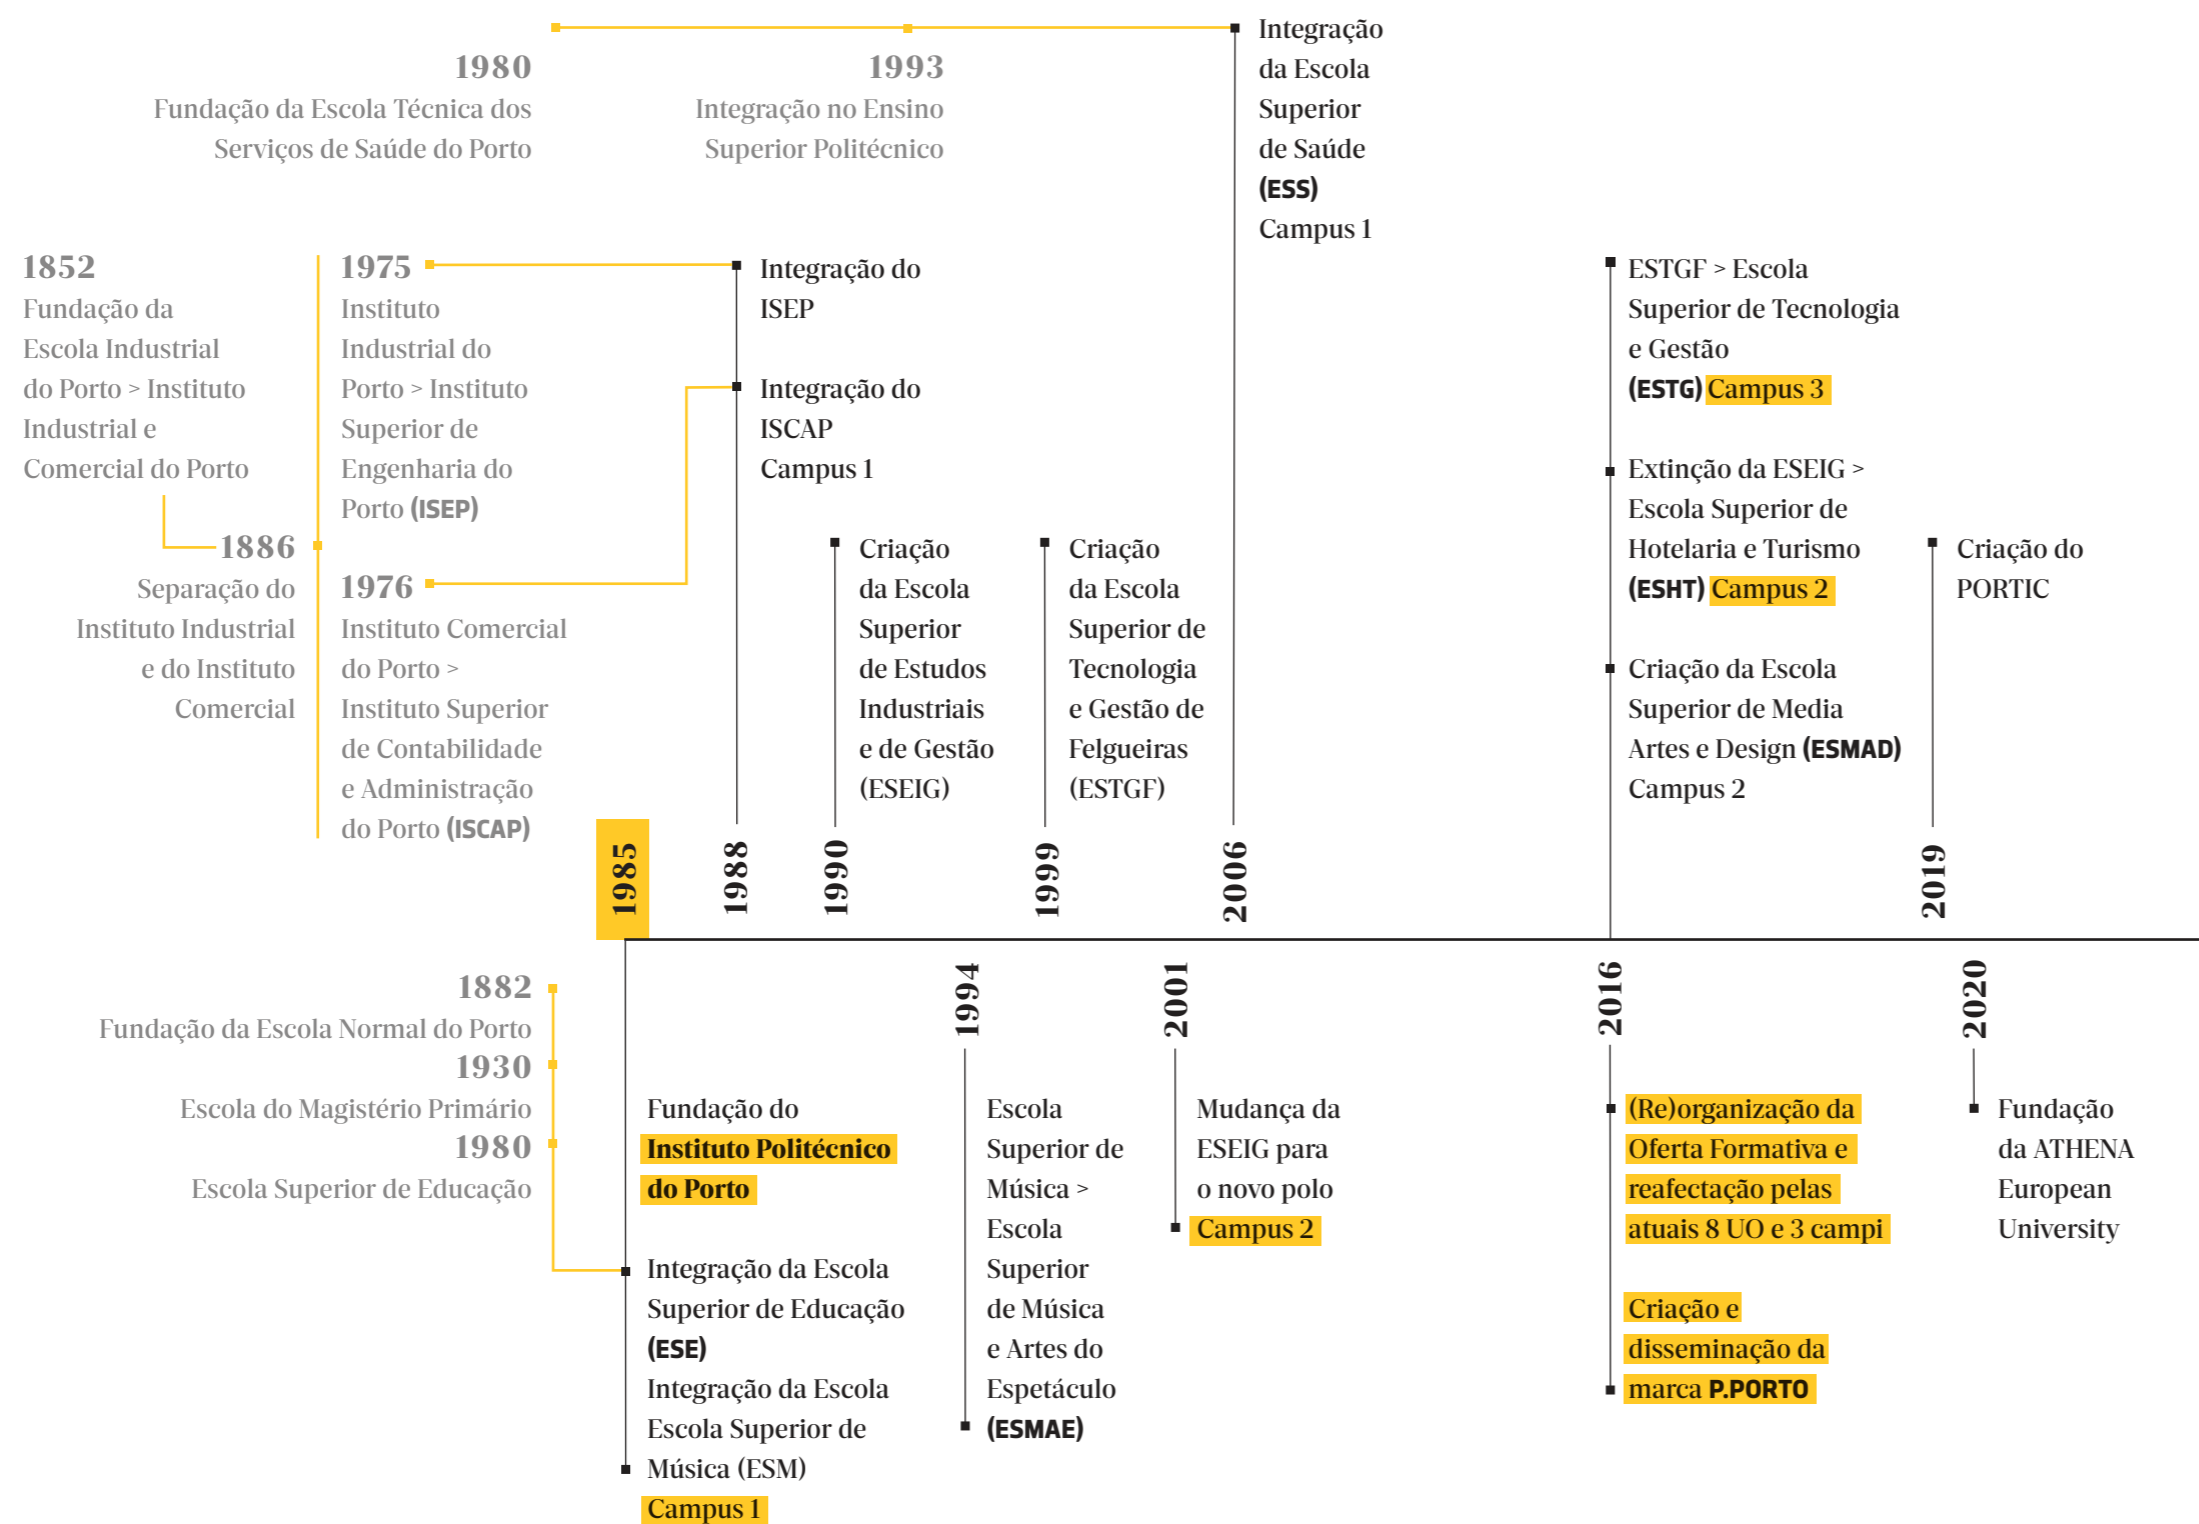 1980
Fundação da Escola Técnica dos
Serviços de Saúde do Porto
1993
Integração no Ensino
Superior Politécnico
Integração
da Escola
Superior
de Saúde
(ESS)
Campus 1
1852
Fundação da
Escola Industrial
do Porto > Instituto
Industrial e
Comercial do Porto
1886
Separação do
Instituto Industrial
e do Instituto
Comercial
1975
Instituto
Industrial do
Porto > Instituto
Superior de
Engenharia do
Porto (ISEP)
1976
Instituto Comercial
do Porto >
Instituto Superior
de Contabilidade
e Administração
do Porto (ISCAP)
Integração do
ISEP
Integração do
ISCAP
Campus 1
Criação
da Escola
Superior
de Estudos
Industriais
e de Gestão
(ESEIG)
Criação
da Escola
Superior de
Tecnologia
e Gestão de
Felgueiras
(ESTGF)
ESTGF > Escola
Superior de Tecnologia
e Gestão
(ESTG) Campus 3
Extinção da ESEIG >
Escola Superior de
Hotelaria e Turismo
(ESHT) Campus 2
Criação da Escola
Superior de Media
Artes e Design (ESMAD)
Campus 2
Criação do
PORTIC
1985
1988
1990
1999
2006
2019
1882
Fundação da Escola Normal do Porto
1930
Escola do Magistério Primário
1980
Escola Superior de Educação
1994
2001
2016
2020
Fundação do
Instituto Politécnico
do Porto
Integração da Escola
Superior de Educação
(ESE)
Integração da Escola
Escola Superior de
Música (ESM)
Campus 1
Escola
Superior de
Música >
Escola
Superior
de Música
e Artes do
Espetáculo
(ESMAE)
Mudança da
ESEIG para
o novo polo
Campus 2
(Re)organização da
Oferta Formativa e
reafectação pelas
atuais 8 UO e 3 campi
Criação e
disseminação da
marca P.PORTO
Fundação
da ATHENA
European
University